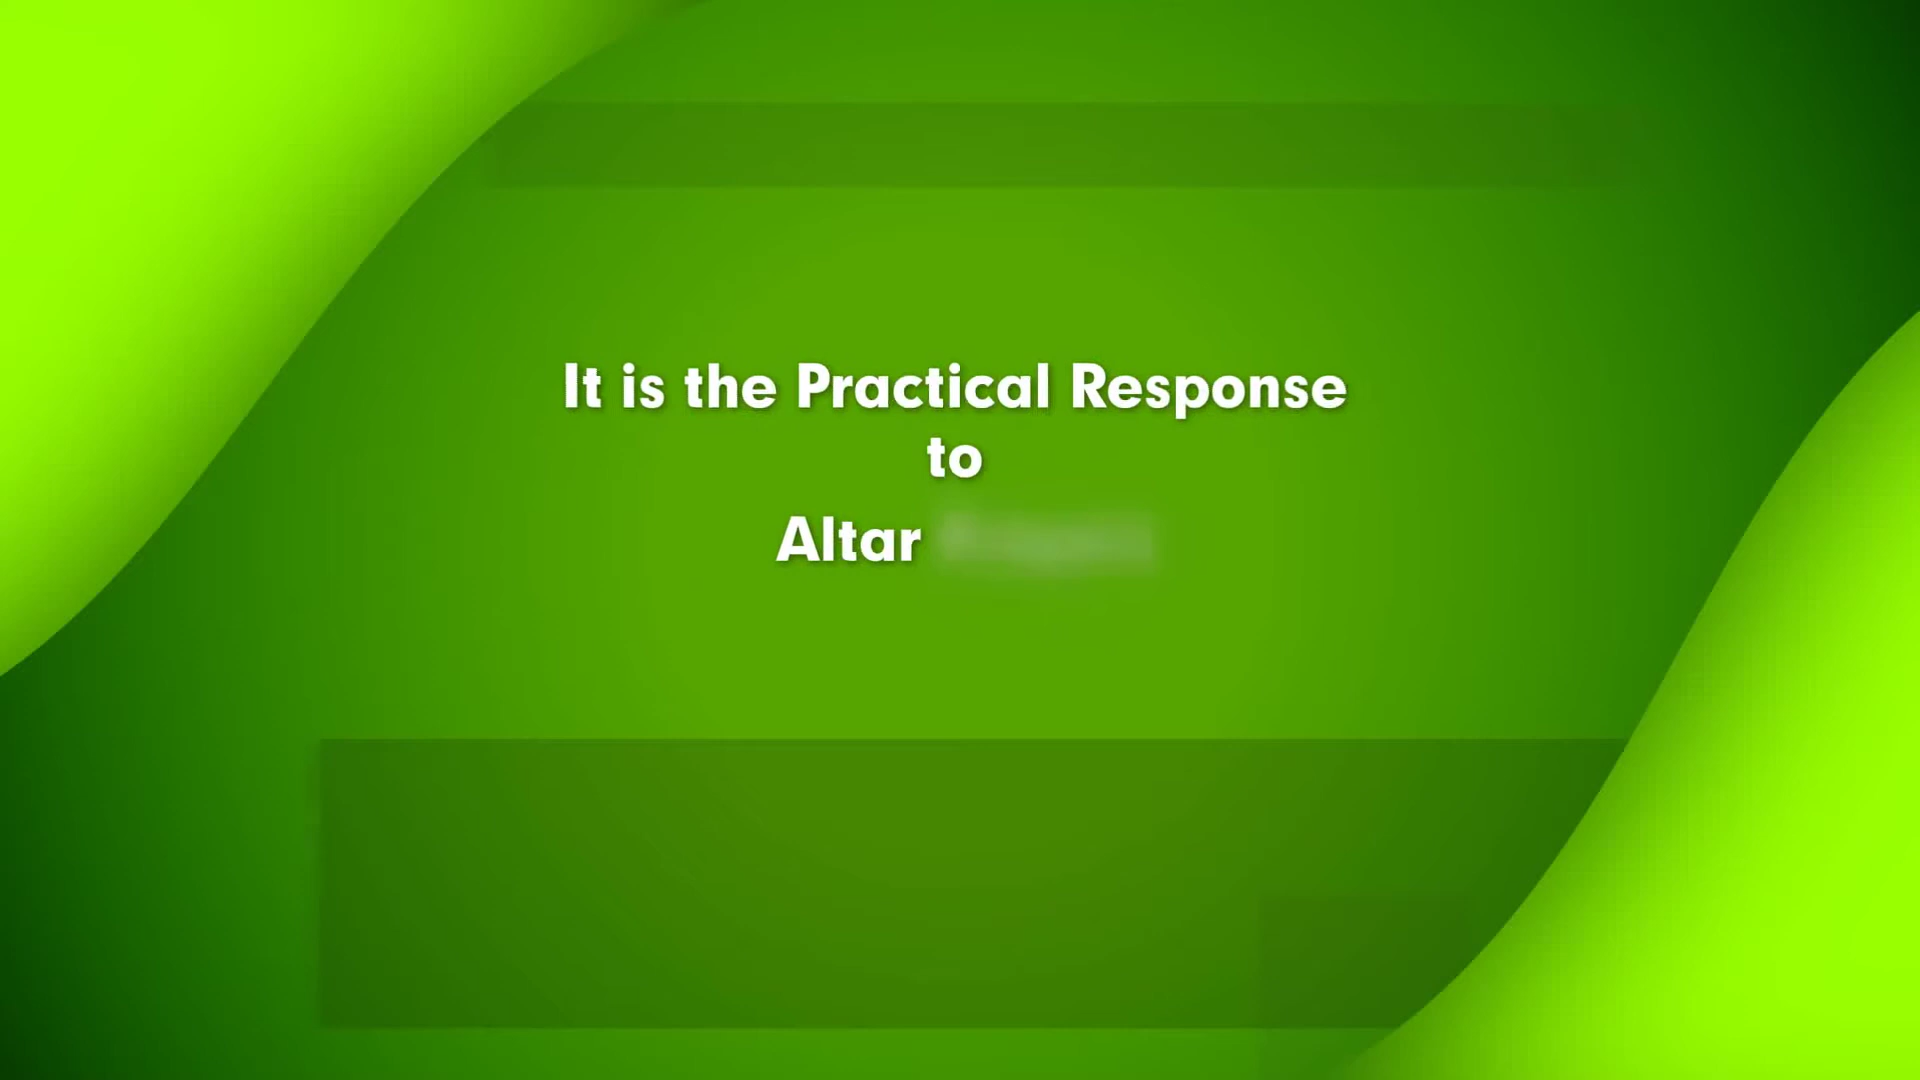 It is the Practical Response
to
Altar